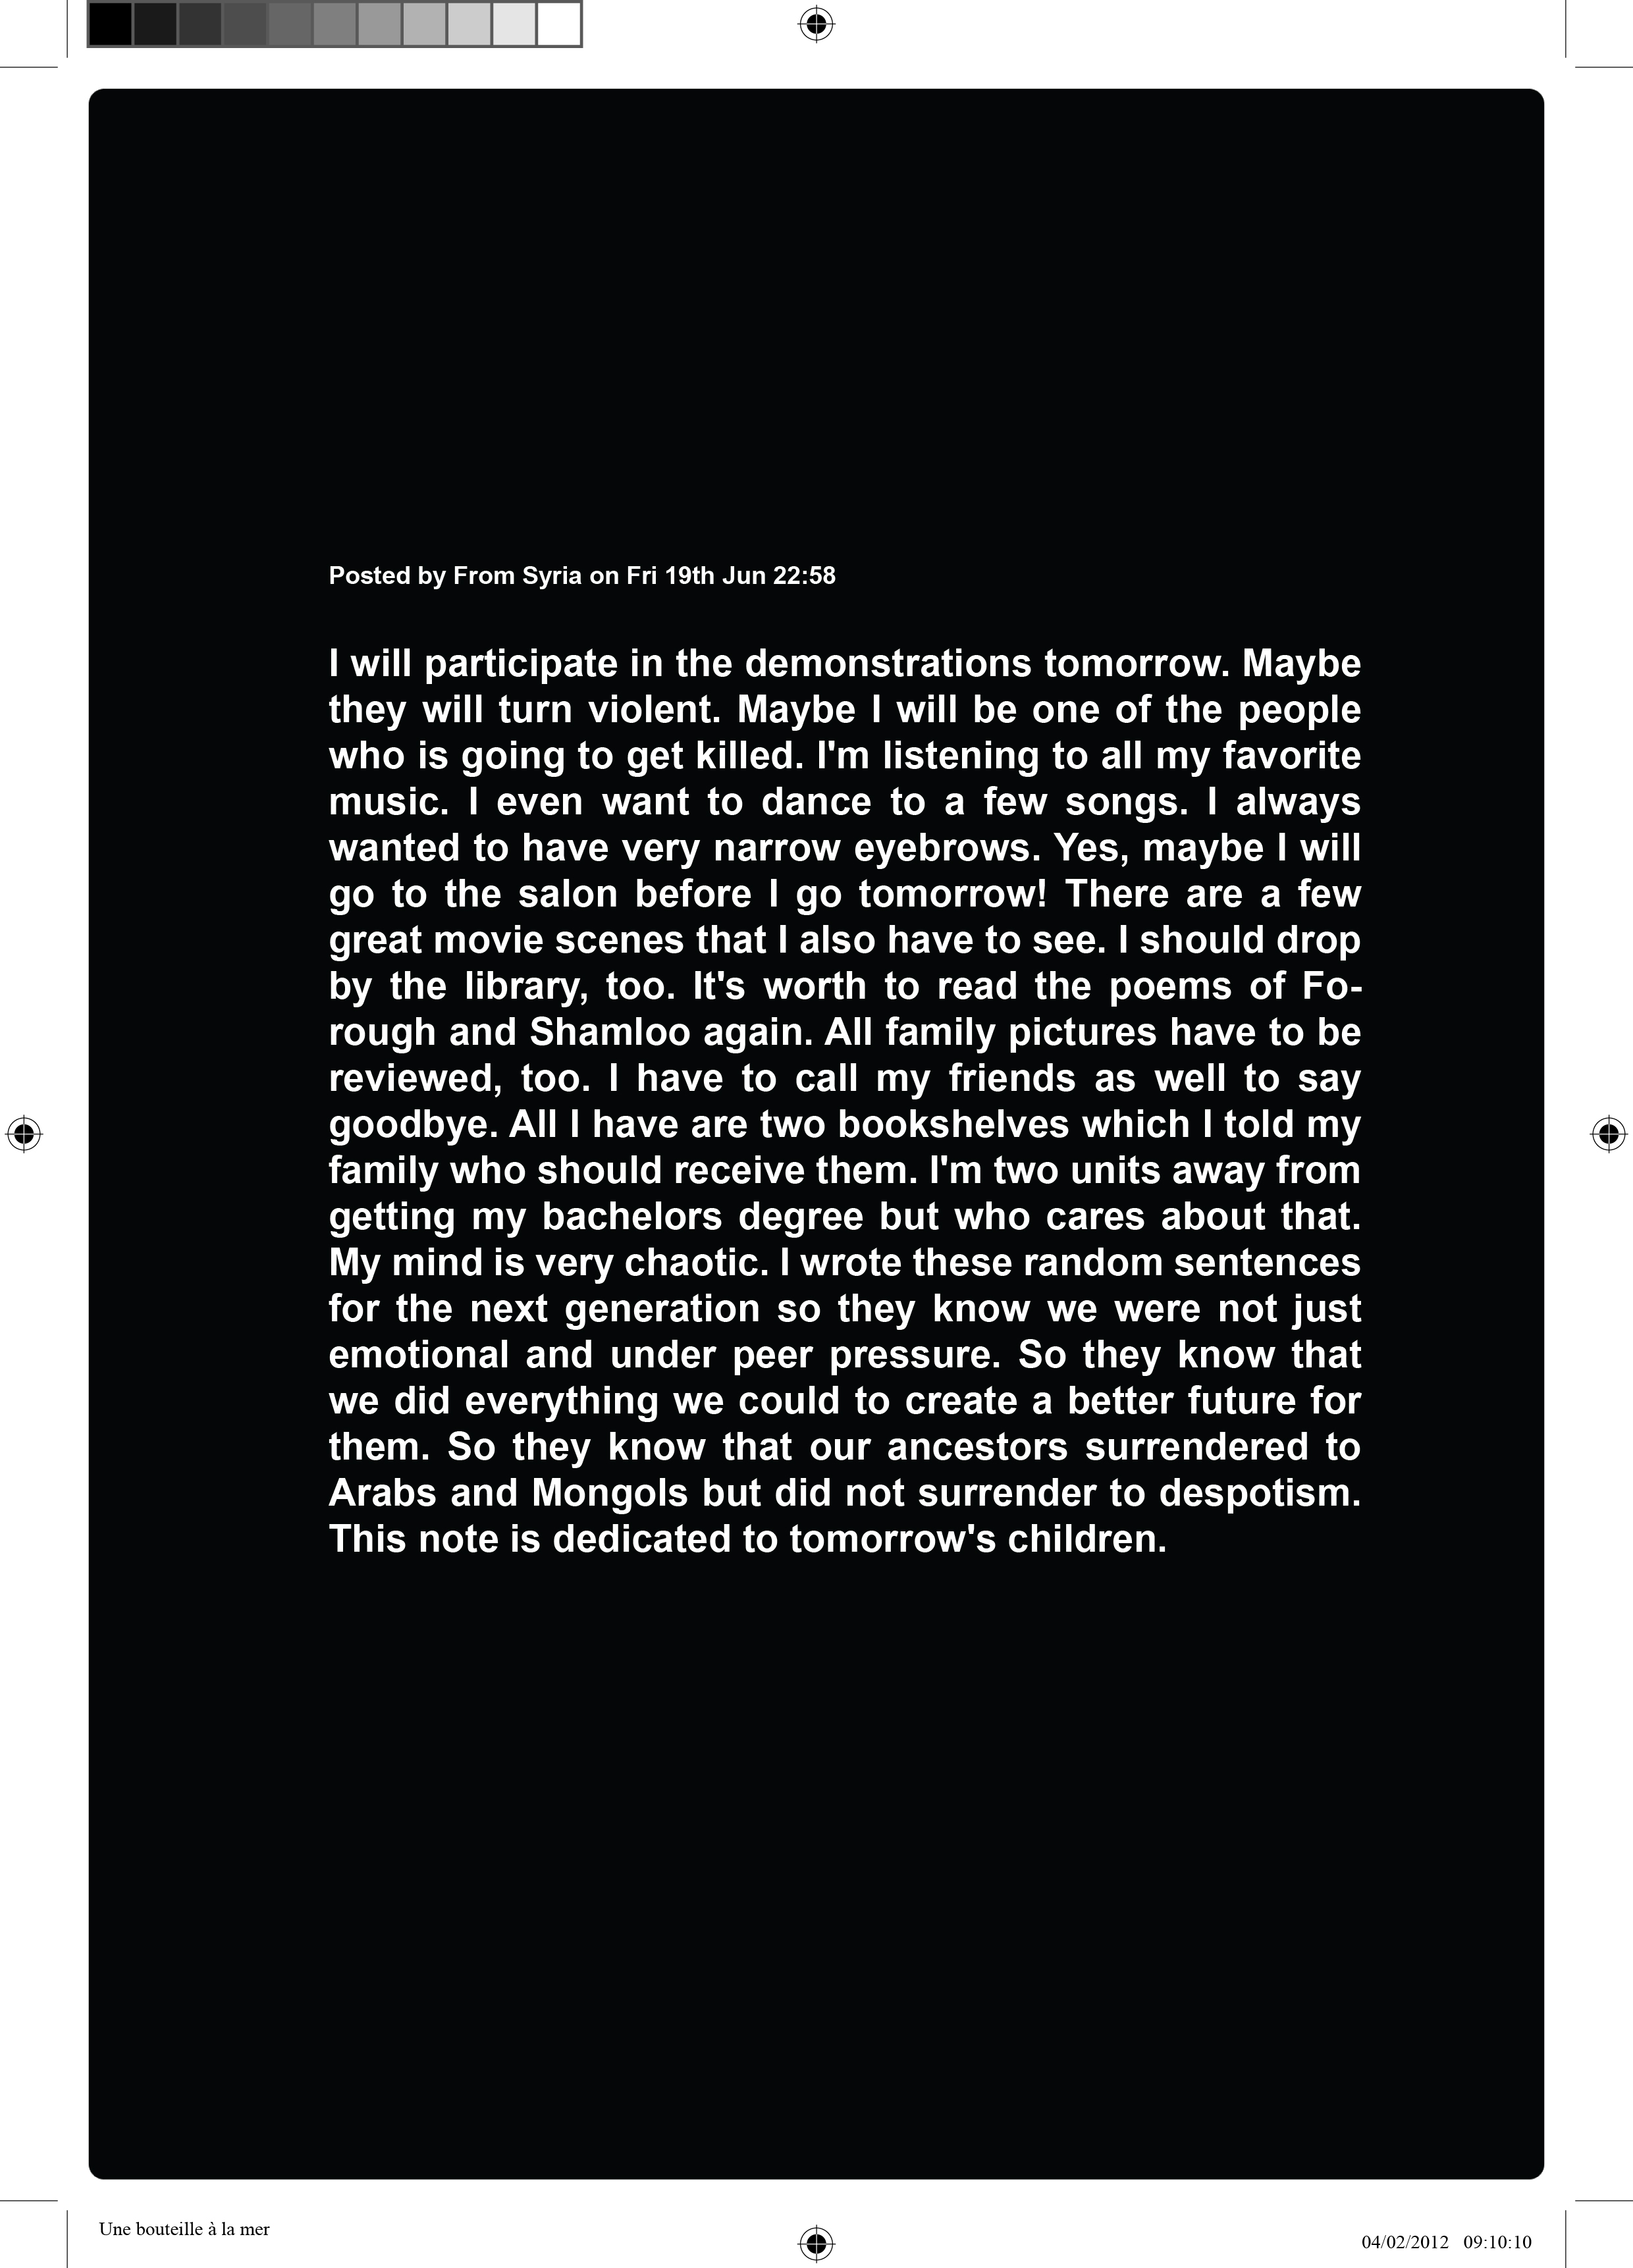 Posted by From Syria on Fri 19th Jun 22:58
I will participate in the demonstrations tomorrow. Maybe
they will turn violent. Maybe I will be one of the people
who is going to get killed. I'm listening to all my favorite
music. I even want to dance to a few songs. I always
wanted to have very narrow eyebrows. Yes, maybe I will
go to the salon before I go tomorrow! There are a few
great movie scenes that I also have to see. I should drop
by the library, too. It's worth to read the poems of Fo-
rough and Shamloo again. All family pictures have to be
reviewed, too. I have to call my friends as well to say
goodbye. All I have are two bookshelves which I told my
family who should receive them. I'm two units away from
getting my bachelors degree but who cares about that.
My mind is very chaotic. I wrote these random sentences
for the next generation so they know we were not just
emotional and under peer pressure. So they know that
we did everything we could to create a better future for
them. So they know that our ancestors surrendered to
Arabs and Mongols but did not surrender to despotism.
This note is dedicated to tomorrow's children.
Une bouteille à la mer
04/02/2012 09:10:10